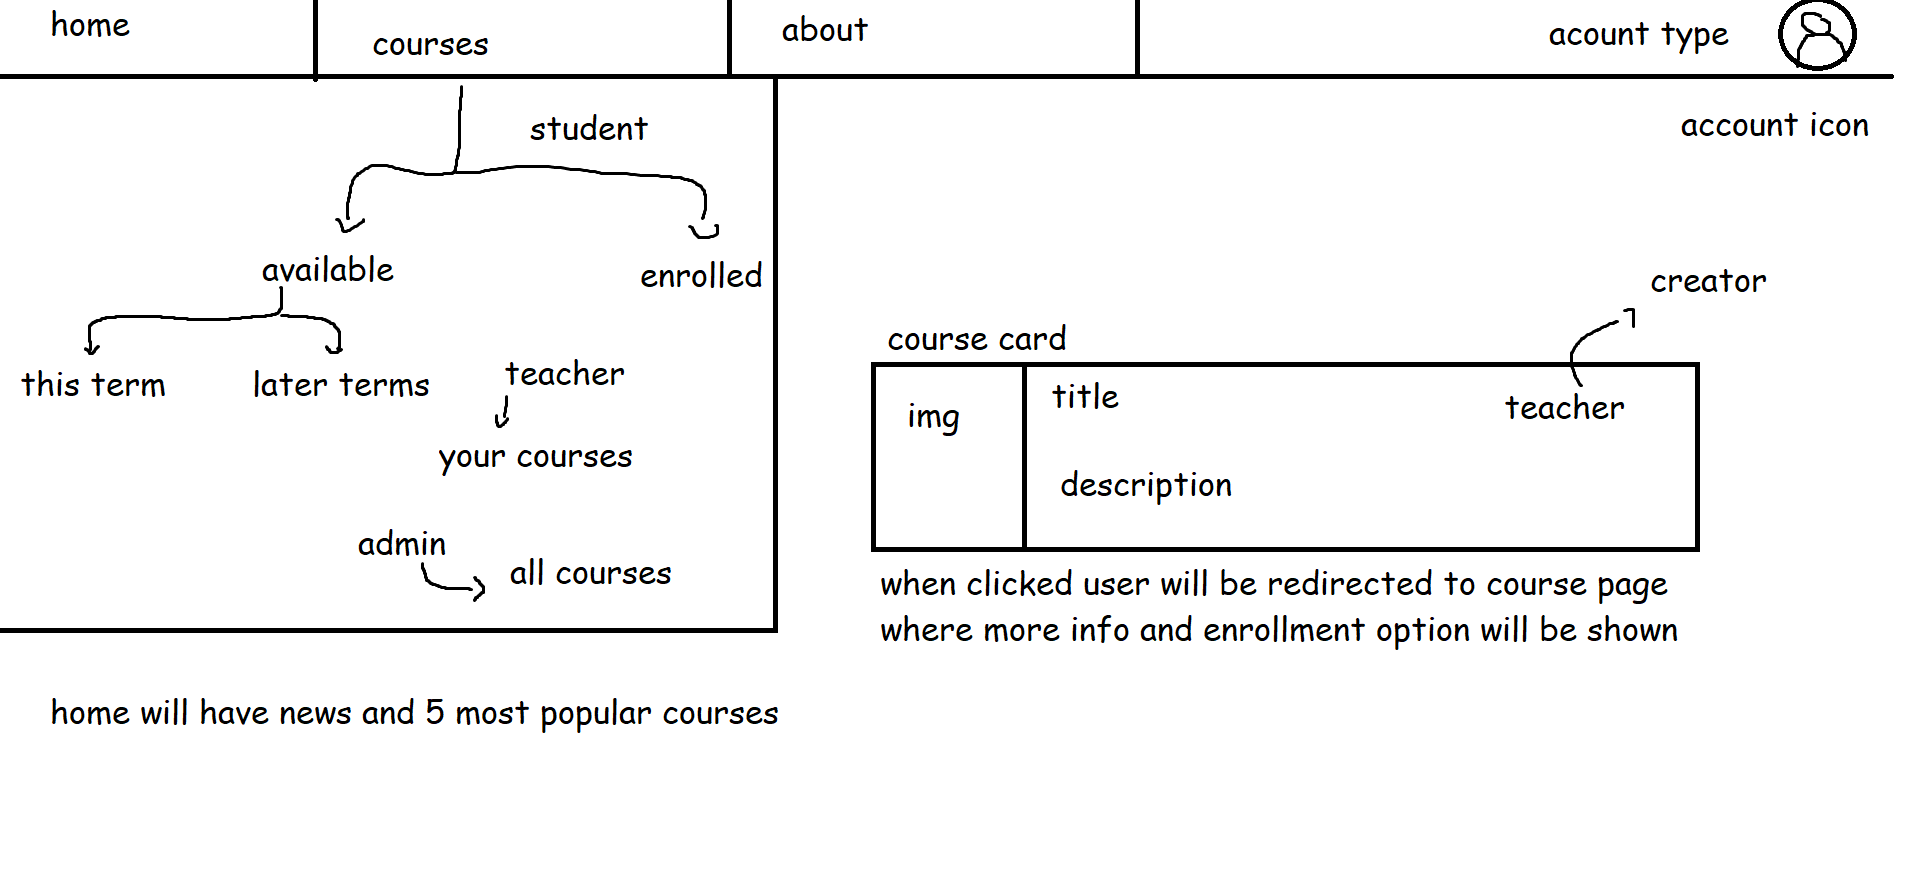 home
courses
about
acount type
account icon
student
available
enrolled
this term
later terms
teacher
your courses
admin
all courses
creator
course card
img
title
teacher
description
when clicked user will be redirected to course page
where more info and enrollment option will be shown
home will have news and 5 most popular courses